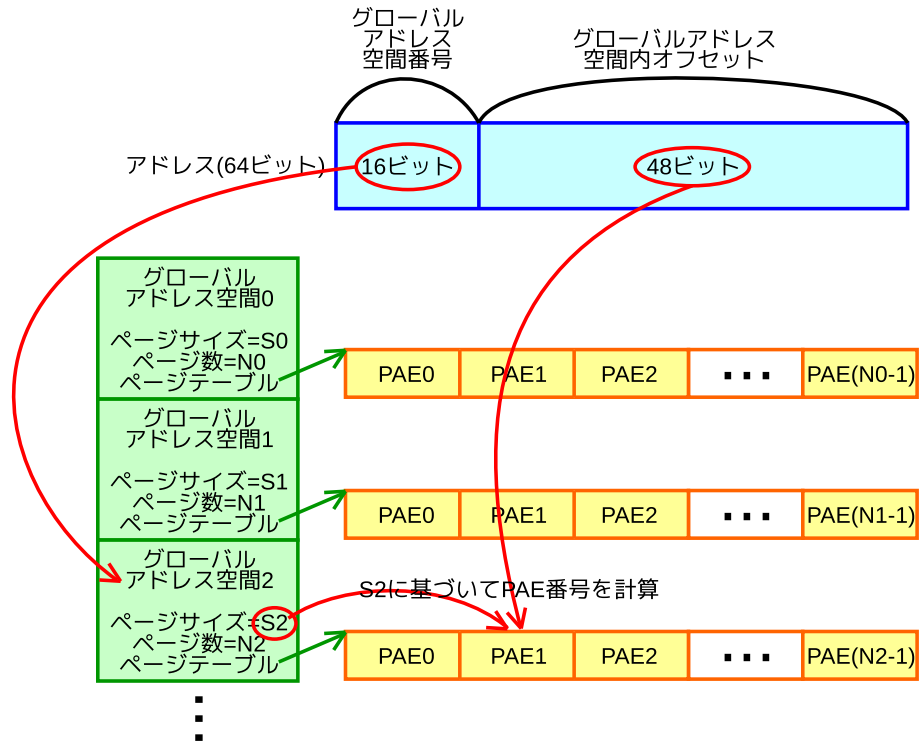 グローバル
アドレス
空間番号
グローバルアドレス
空間内オフセット
アドレス(64ビット)
16ビット
48ビット
グローバル
アドレス空間0
ページサイズ=S0
ページ数=N0
ページテーブル
PAE0
PAE1
PAE2
・・・
PAE(N0-1)
グローバル
アドレス空間1
ページサイズ=S1
ページ数=N1
ページテーブル
PAE0
PAE1
PAE2
・・・
PAE(N1-1)
グローバル
アドレス空間2
ページサイズ=S2
ページ数=N2
ページテーブル
S2に基づいてPAE番号を計算
PAE0
PAE1
PAE2
・・・
PAE(N2-1)